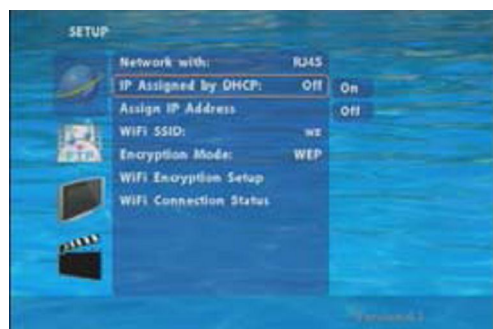 SETUP
Network with: RJ45
IP Assigned by DHCP: Off On
Assign IP Address Off
WiFi SSID: wz
Encryption Mode: WEP
WiFi Encryption Setup
WiFi Connection Status